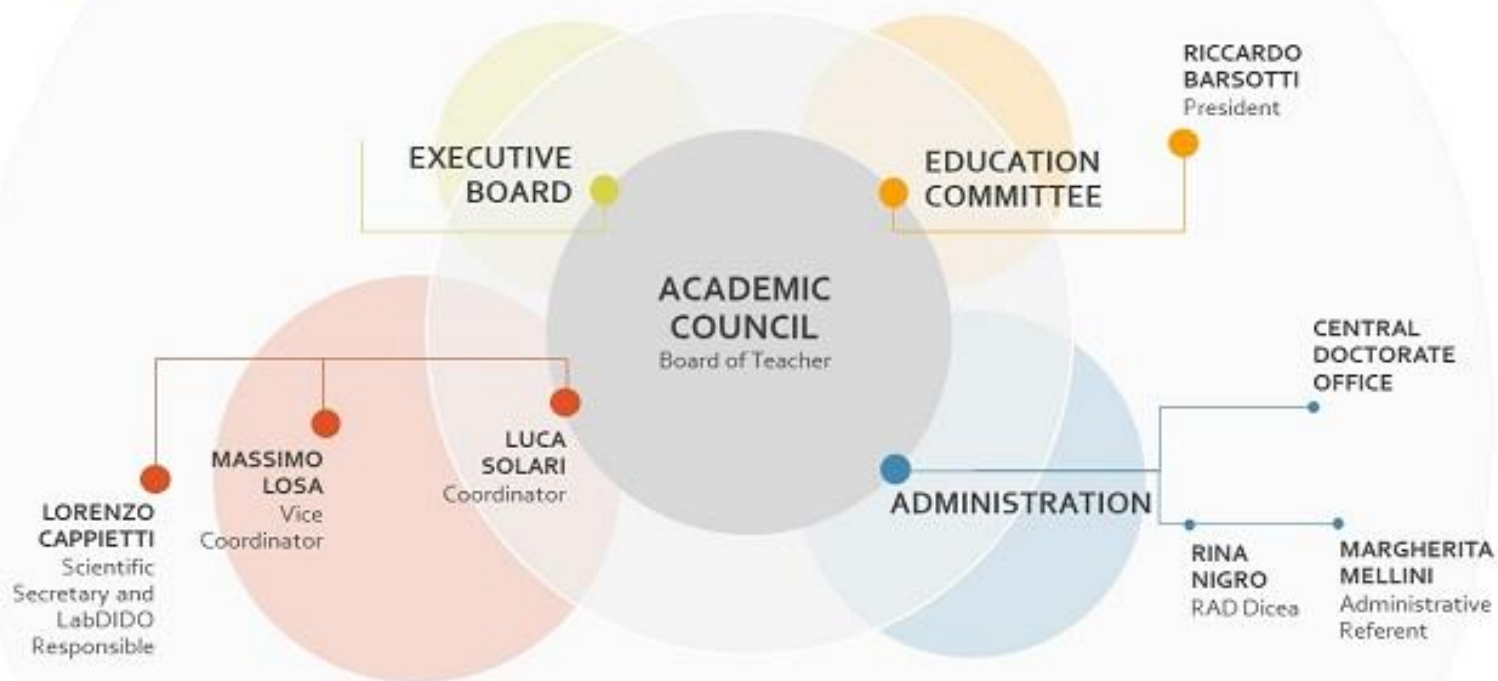 EXECUTIVE
BOARD
EDUCATION
COMMITTEE
RICCARDO
BARSOTTI
President
ACADEMIC
COUNCIL
Board of Teacher
LORENZO
CAPPIETTI
Scientific
Secretary and
LabDIDO
Responsible
MASSIMO
LOSA
Vice
Coordinator
LUCA
SOLARI
Coordinator
ADMINISTRATION
CENTRAL
DOCTORATE
OFFICE
RINA
NIGRO
RAD Dicea
MARGHERITA
MELLINI
Administrative
Referent